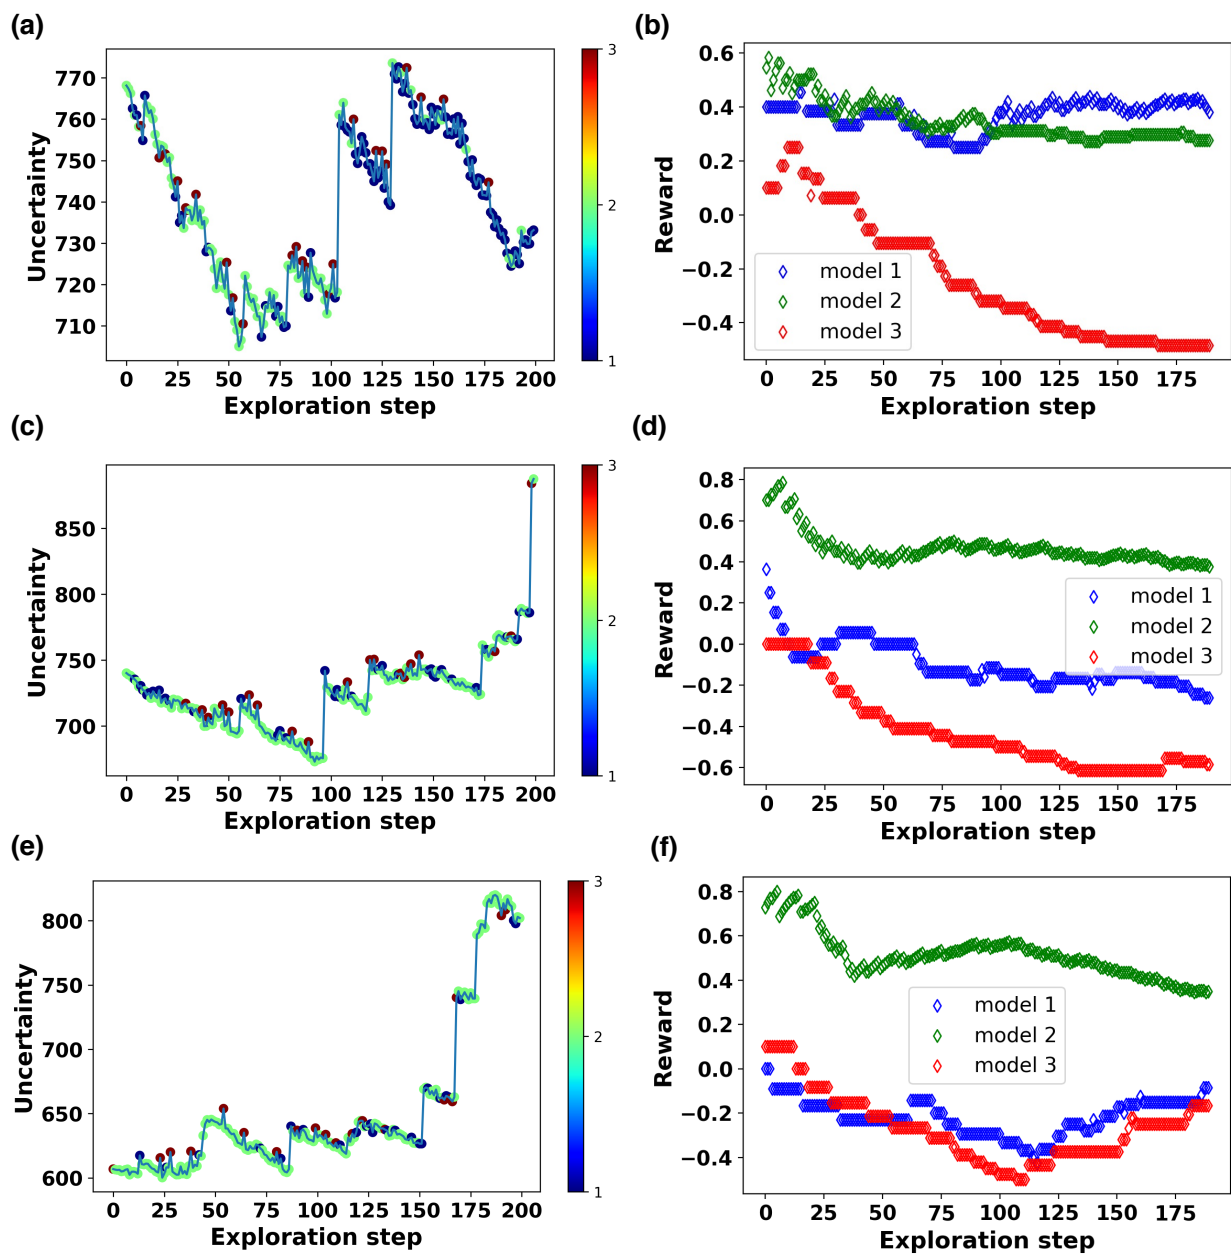 (a)
770
760
750
740
730
720
710
Uncertainty
0 25 50 75 100 125 150 175 200
Exploration step
3
2
1
(b)
0.6
0.4
0.2
0.0
−0.2
−0.4
Reward
model 1
model 2
model 3
0 25 50 75 100 125 150 175
Exploration step
(c)
850
800
750
700
Uncertainty
0 25 50 75 100 125 150 175 200
Exploration step
3
2
1
(d)
0.8
0.6
0.4
0.2
0.0
−0.2
−0.4
−0.6
Reward
model 1
model 2
model 3
0 25 50 75 100 125 150 175
Exploration step
(e)
800
750
700
650
600
Uncertainty
0 25 50 75 100 125 150 175 200
Exploration step
3
2
1
(f)
0.8
0.6
0.4
0.2
0.0
−0.2
−0.4
Reward
model 1
model 2
model 3
0 25 50 75 100 125 150 175
Exploration step